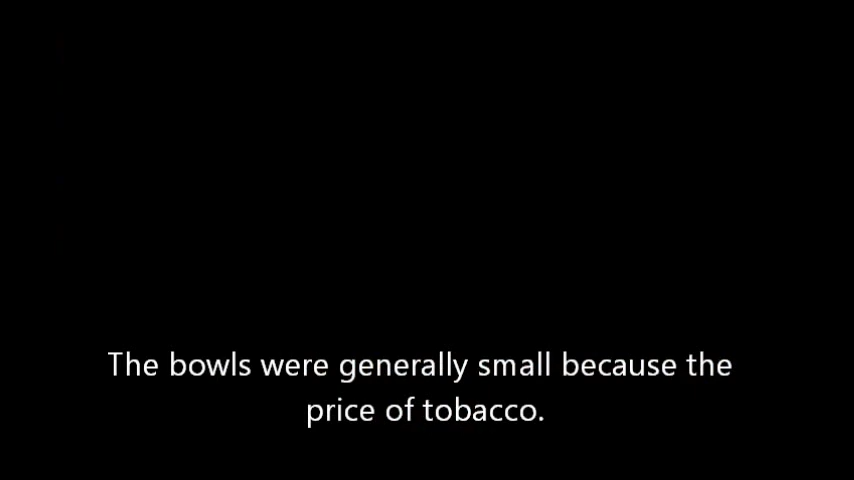 The bowls were generally small because the
price of tobacco.